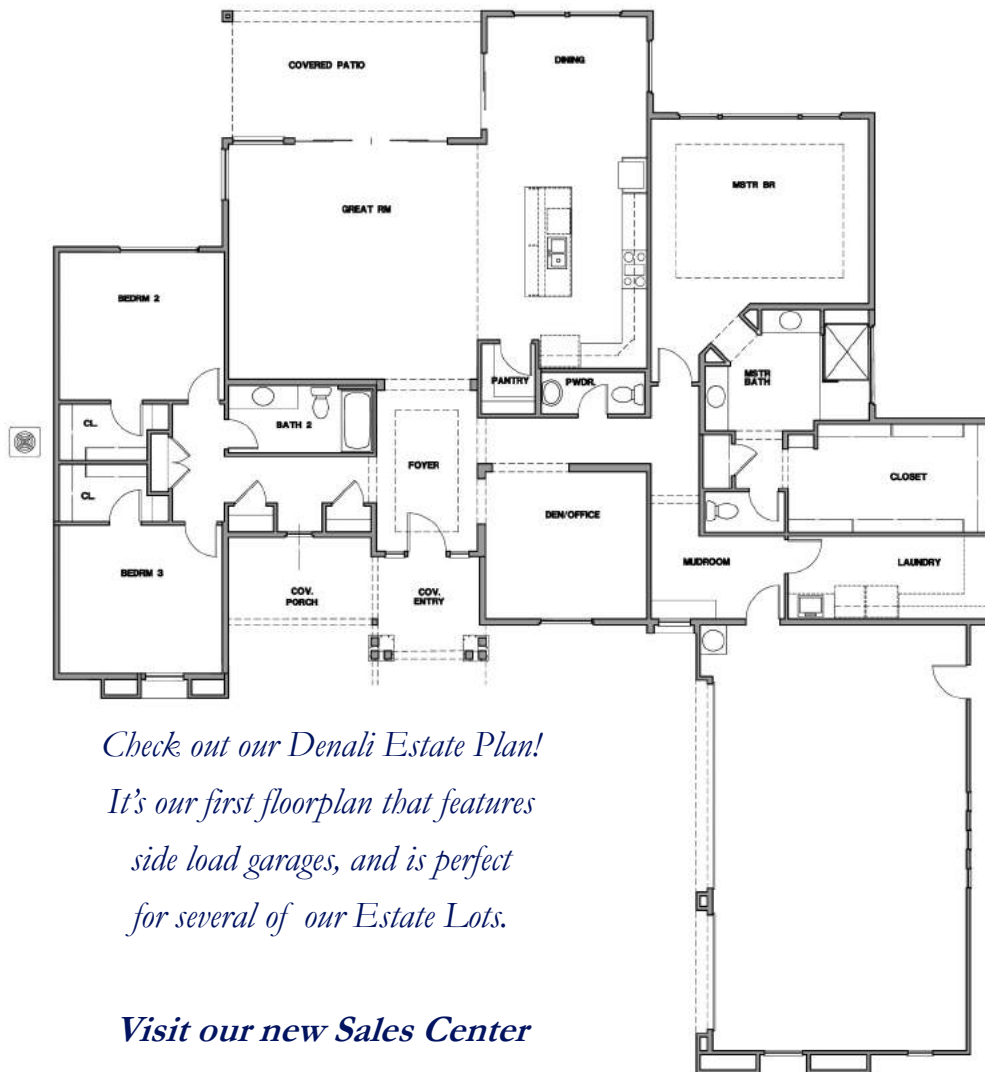 DINING
COVERED PATIO
MSTR BR
GREAT RM
BEDRM 2
MSTR
BATH
PANTRY
PWDR.
CL.
BATH 2
FOYER
CLOSET
CL.
DEN/OFFICE
BEDRM 3
COV.
PORCH
COV.
ENTRY
MUDROOM
LAUNDRY
Check out our Denali Estate Plan!
It's our first floorplan that features
side load garages, and is perfect
for several of our Estate Lots.
Visit our new Sales Center